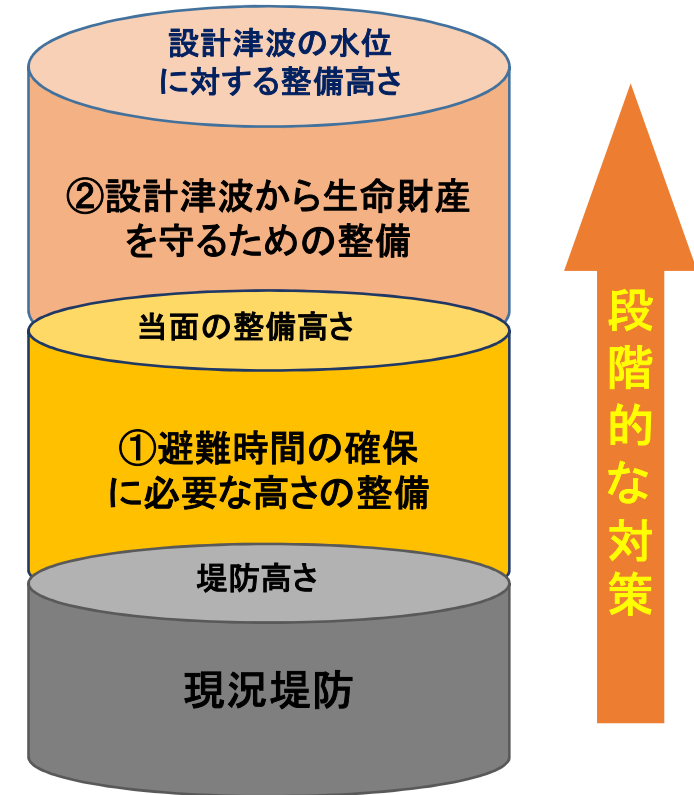 設計津波の水位
に対する整備高さ
②設計津波から生命財産
を守るための整備
当面の整備高さ
①避難時間の確保
に必要な高さの整備
堤防高さ
現況堤防
段階的な対策